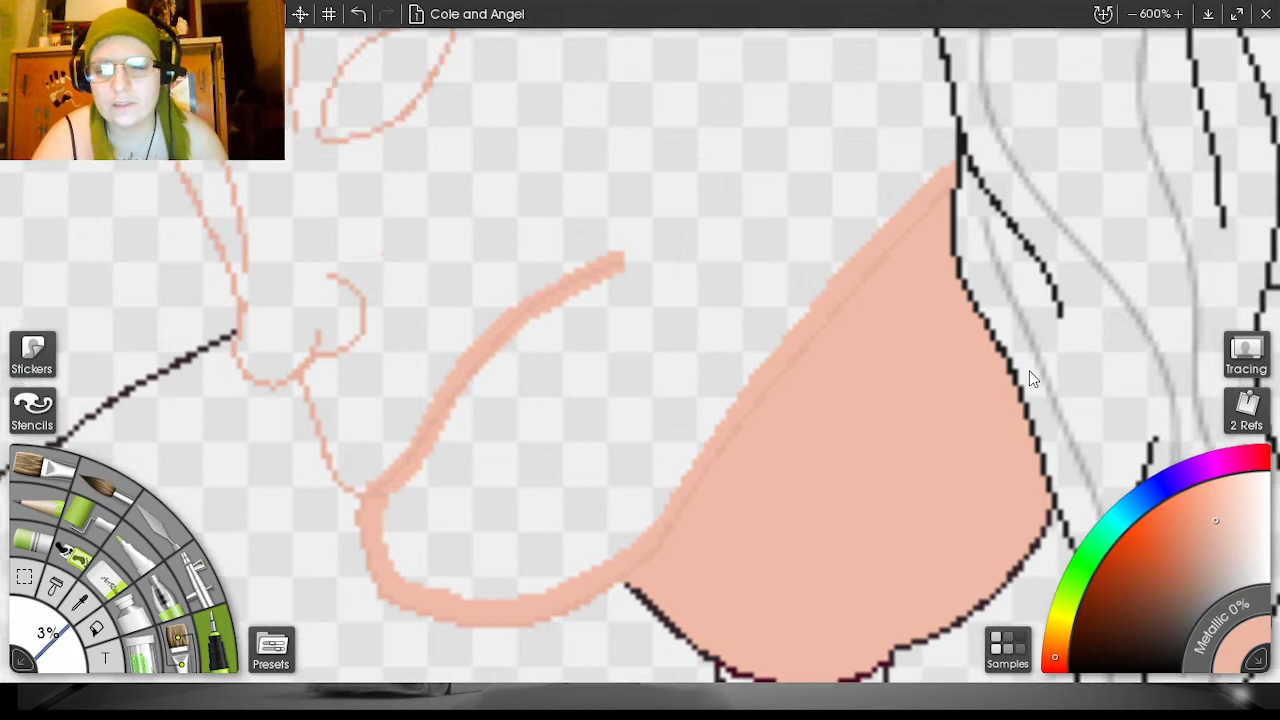 Cole and Angel
600%
Stickers
Stencils
Tracing
2 Refs
3%
T
Presets
Samples
Metallic 0%